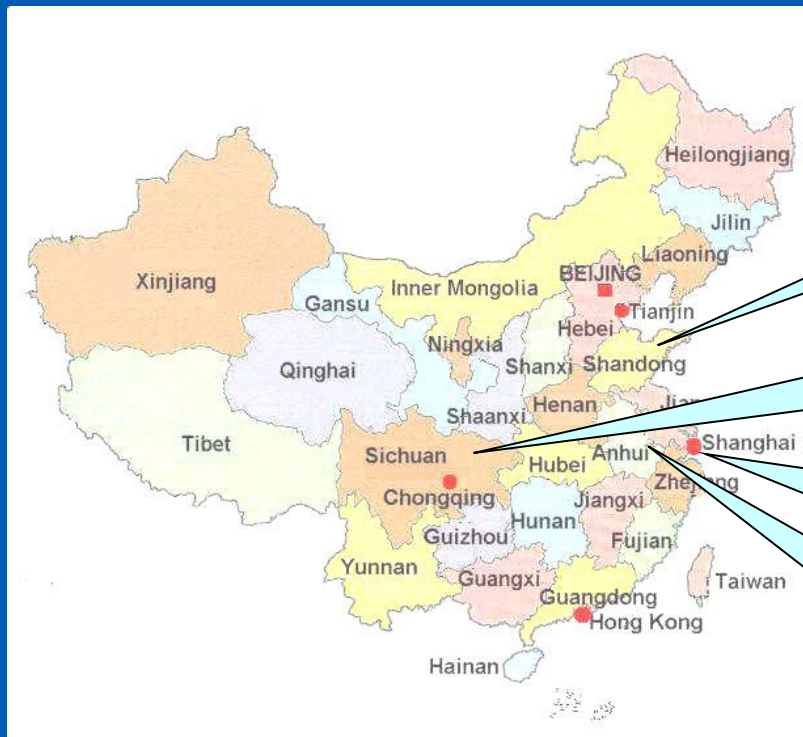 Heilongjiang
Jilin
Liaoning
Xinjiang
BEIJING
Inner Mongolia
Gansu
Tianjin
Hebei
Ningxia
Shanxi
Shandong
Qinghai
Henan
Shaanxi
Tibet
Sichuan
Shanghai
Anhui
Hubei
Zhejiang
Chongqing
Jiangxi
Hunan
Guizhou
Fujian
Yunnan
Guangxi
Taiwan
Guangdong
Hong Kong
Hainan